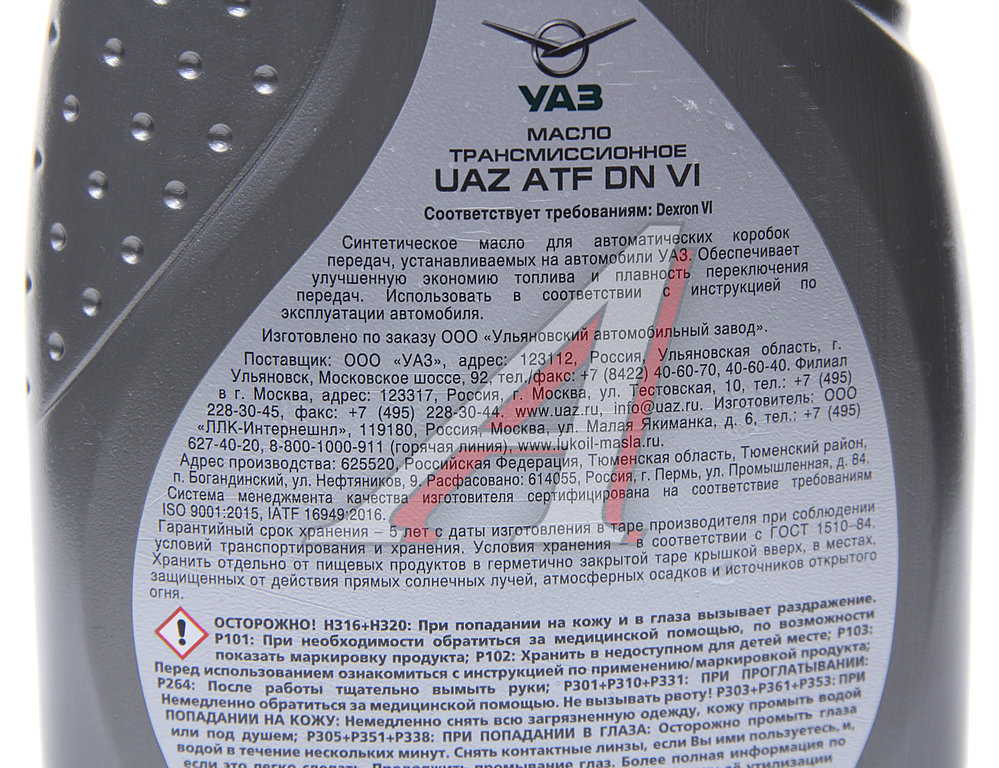 УАЗ
МАСЛО
ТРАНСМИССИОННОЕ
UAZ ATF DN VI
Соответствует требованиям: Dexron VI
Синтетическое масло для автоматических коробок
передач, устанавливаемых на автомобили УАЗ. Обеспечивает
улучшенную экономию топлива и плавность переключения
передач. Использовать в соответствии с инструкцией по
эксплуатации автомобиля.
Изготовлено по заказу ООО «Ульяновский автомобильный завод».
Поставщик: ООО «УАЗ», адрес: 123112, Россия, Ульяновская область, г.
Ульяновск, Московское шоссе, 92, тел./факс: +7 (8422) 40-60-70, 40-60-40. Филиал
в г. Москва, адрес: 123317, Россия, г. Москва, ул. Тестовская, 10, тел.: +7 (495)
228-30-45, факс: +7 (495) 228-30-44. www.uaz.ru, info@uaz.ru. Изготовитель: ООО
«ЛЛК-Интернешнл», 119180, Россия, Москва, ул. Малая Якиманка, д. 6, тел.: +7 (495)
627-40-20, 8-800-1000-911 (горячая линия), www.lukoil-masla.ru.
Адрес производства: 625520, Российская Федерация, Тюменская область, Тюменский район,
п. Богандинский, ул. Нефтяников, 9. Расфасовано: 614055, Россия, г. Пермь, ул. Промышленная, д. 84.
Система менеджмента качества изготовителя сертифицирована на соответствие требованиям
ISO 9001:2015, IATF 16949:2016.
Гарантийный срок хранения – 5 лет с даты изготовления в таре производителя при соблюдении
условий транспортирования и хранения. Условия хранения - в соответствии с ГОСТ 1510-84.
Хранить отдельно от пищевых продуктов в герметично закрытой таре крышкой вверх, в местах,
защищенных от действия прямых солнечных лучей, атмосферных осадков и источников открытого
огня.
ОСТОРОЖНО! H316+H320: При попадании на кожу и в глаза вызывает раздражение.
P101: При необходимости обратиться за медицинской помощью, по возможности
показать маркировку продукта; P102: Хранить в недоступном для детей месте; P103:
Перед использованием ознакомиться с инструкцией по применению/маркировкой продукта;
P264: После работы тщательно вымыть руки; P301+P310+P331: ПРИ ПРОГЛАТЫВАНИИ:
Немедленно обратиться за медицинской помощью. Не вызывать рвоту! P303+P361+P353: ПРИ
ПОПАДАНИИ НА КОЖУ: Немедленно снять всю загрязненную одежду, кожу промыть водой
или под душем; P305+P351+P338: ПРИ ПОПАДАНИИ В ГЛАЗА: Осторожно промыть глаза
водой в течение нескольких минут. Снять контактные линзы, если Вы ими пользуетесь, и,
если это легко сделать. Продолжить промывание глаз. Более полная информация по
утилизации